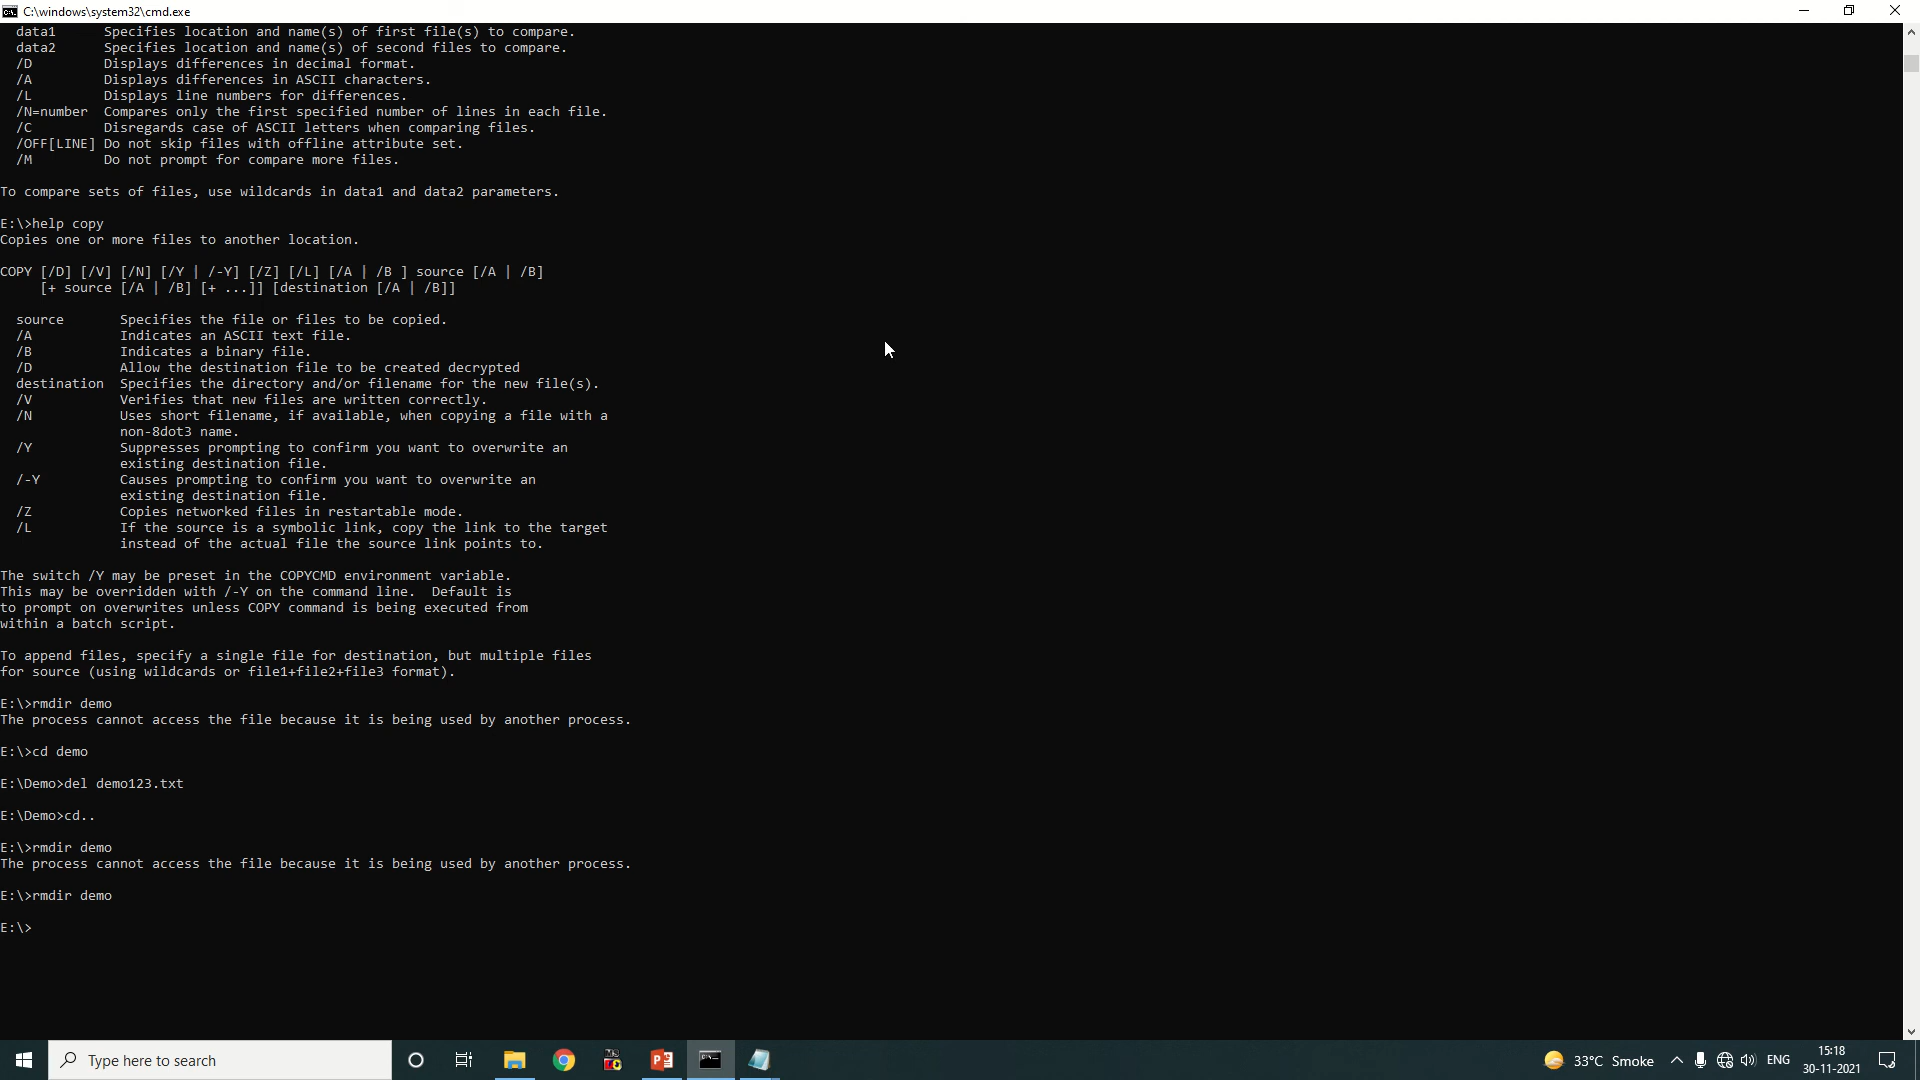 C:\windows\system32\cmd.exe
data1 Specifies location and name(s) of first file(s) to compare.
data2 Specifies location and name(s) of second files to compare.
/D Displays differences in decimal format.
/A Displays differences in ASCII characters.
/L Displays line numbers for differences.
/N=number Compares only the first specified number of lines in each file.
/C Disregards case of ASCII letters when comparing files.
/OFF[LINE] Do not skip files with offline attribute set.
/M Do not prompt for compare more files.
To compare sets of files, use wildcards in data1 and data2 parameters.
E:\>help copy
Copies one or more files to another location.
COPY [/D] [/V] [/N] [/Y | /-Y] [/Z] [/L] [/A | /B ] source [/A | /B]
[+ source [/A | /B] [+ ...]] [destination [/A | /B]]
source Specifies the file or files to be copied.
/A Indicates an ASCII text file.
/B Indicates a binary file.
/D Allow the destination file to be created decrypted
destination Specifies the directory and/or filename for the new file(s).
/V Verifies that new files are written correctly.
/N Uses short filename, if available, when copying a file with a
non-8dot3 name.
/Y Suppresses prompting to confirm you want to overwrite an
existing destination file.
/-Y Causes prompting to confirm you want to overwrite an
existing destination file.
/Z Copies networked files in restartable mode.
/L If the source is a symbolic link, copy the link to the target
instead of the actual file the source link points to.
The switch /Y may be preset in the COPYCMD environment variable.
This may be overridden with /-Y on the command line.  Default is
to prompt on overwrites unless COPY command is being executed from
within a batch script.
To append files, specify a single file for destination, but multiple files
for source (using wildcards or file1+file2+file3 format).
E:\>rmdir demo
The process cannot access the file because it is being used by another process.
E:\>cd demo
E:\Demo>del demo123.txt
E:\Demo>cd..
E:\>rmdir demo
The process cannot access the file because it is being used by another process.
E:\>rmdir demo
E:\>
Type here to search
33°C Smoke
ENG
15:18
30-11-2021